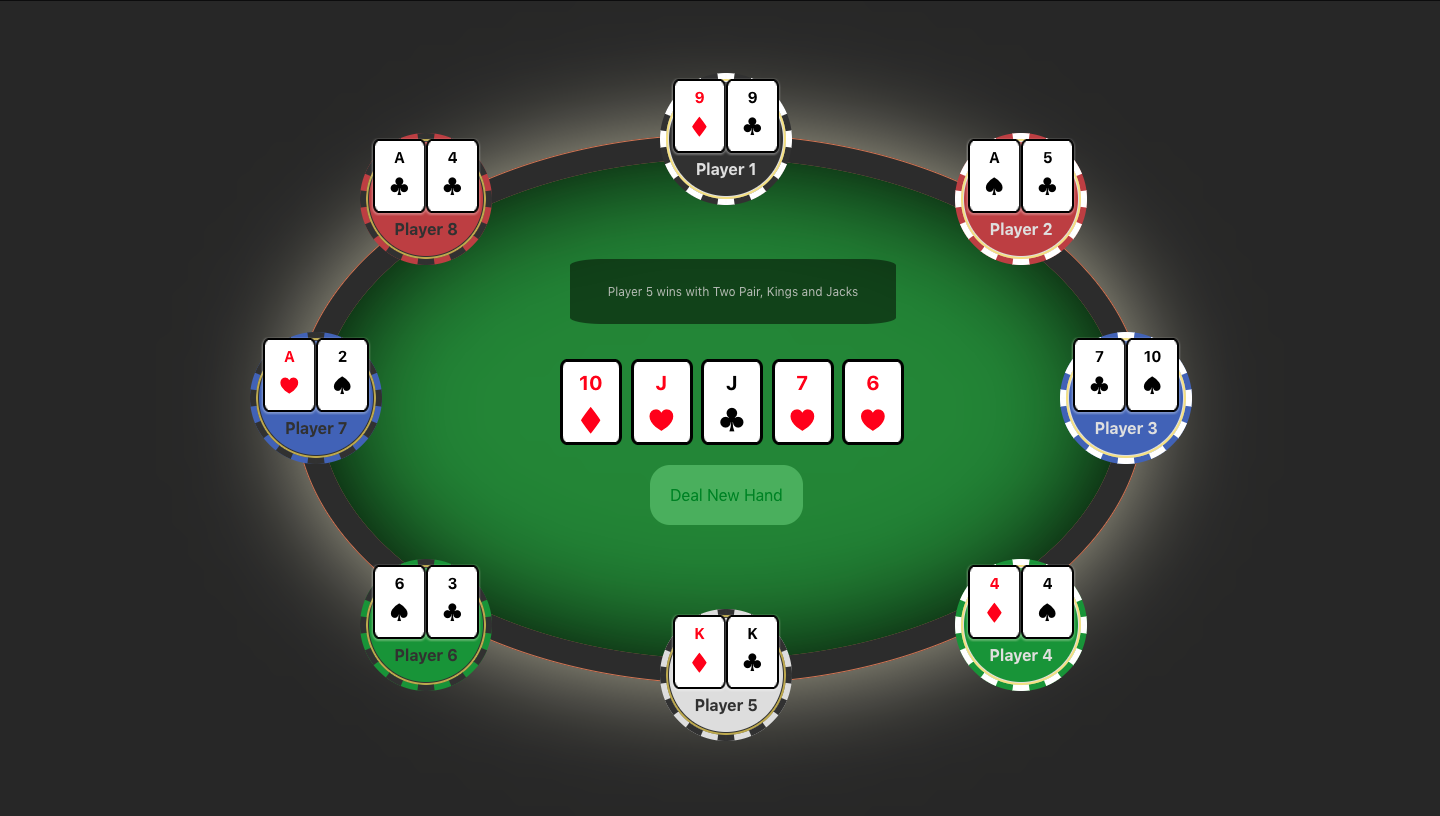 9 9
Player 1
A 4
Player 8
A 5
Player 2
Player 5 wins with Two Pair, Kings and Jacks
A 2
Player 7
10 J J 7 6
7 10
Player 3
Deal New Hand
6 3
Player 6
4 4
Player 4
K K
Player 5